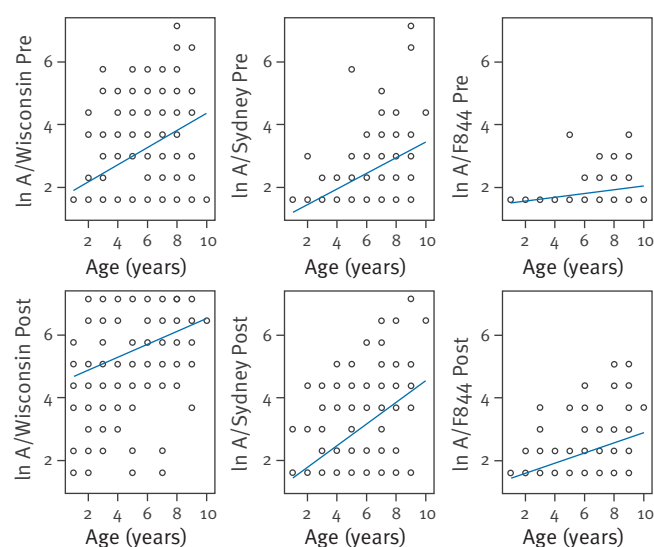 ln A/Wisconsin Pre
6
4
2
2 4 6 8 10
Age (years)
ln A/Sydney Pre
6
4
2
2 4 6 8 10
Age (years)
ln A/F844 Pre
6
4
2
2 4 6 8 10
Age (years)
ln A/Wisconsin Post
6
4
2
2 4 6 8 10
Age (years)
ln A/Sydney Post
6
4
2
2 4 6 8 10
Age (years)
ln A/F844 Post
6
4
2
2 4 6 8 10
Age (years)